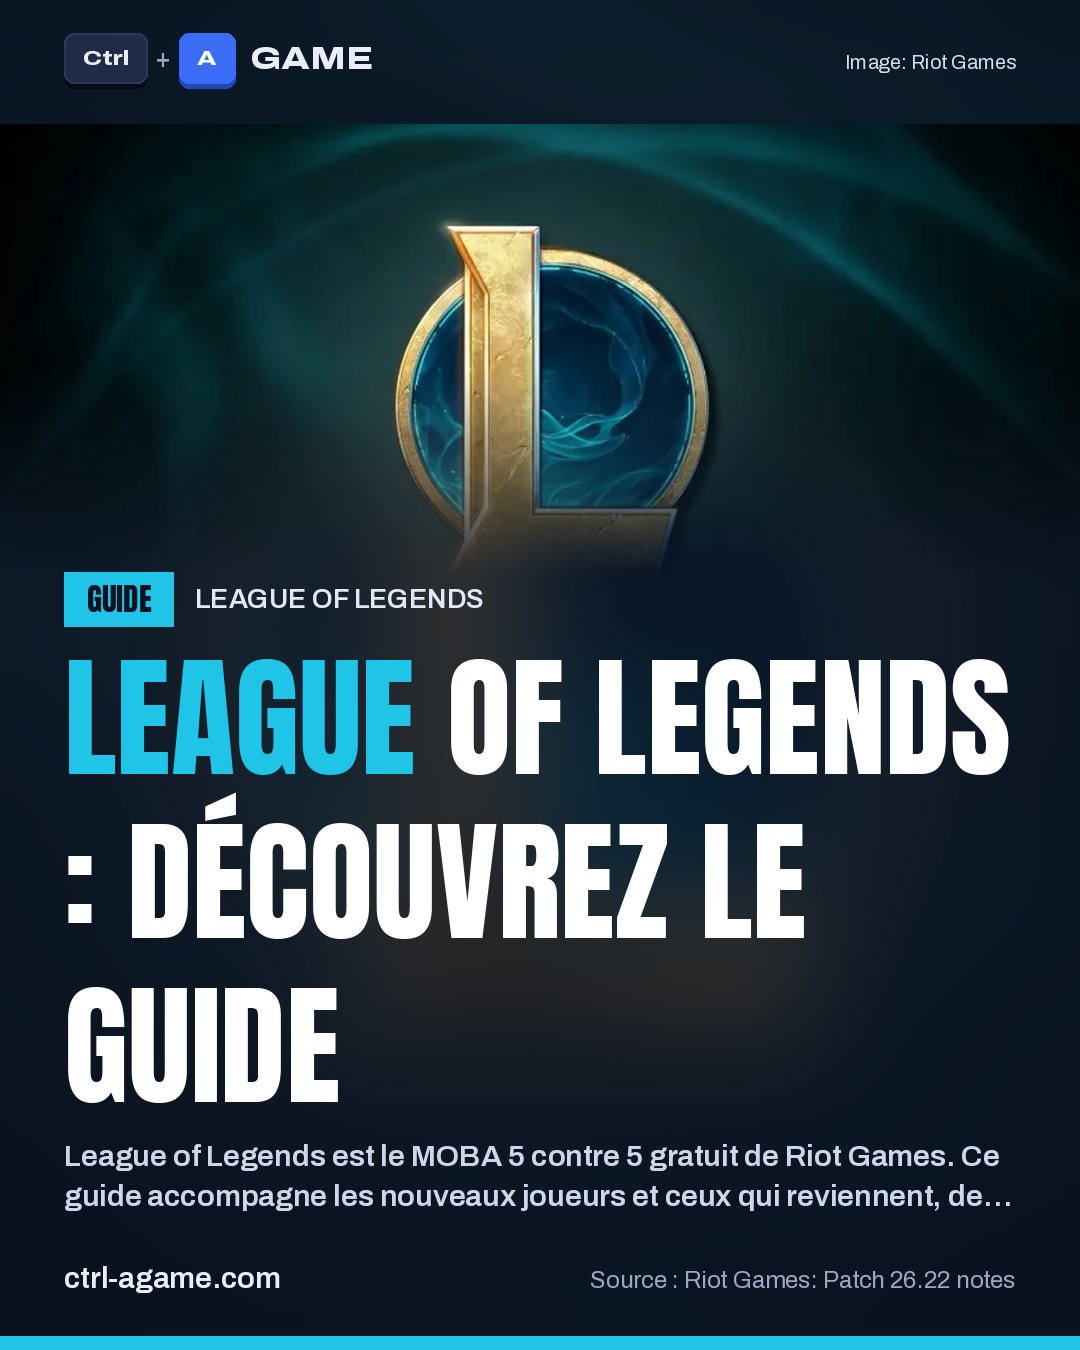 Ctrl + A GAME
Image: Riot Games
GUIDE LEAGUE OF LEGENDS
LEAGUE OF LEGENDS
: DÉCOUVREZ LE
GUIDE
League of Legends est le MOBA 5 contre 5 gratuit de Riot Games. Ce
guide accompagne les nouveaux joueurs et ceux qui reviennent, de…
ctrl-agame.com
Source : Riot Games: Patch 26.22 notes